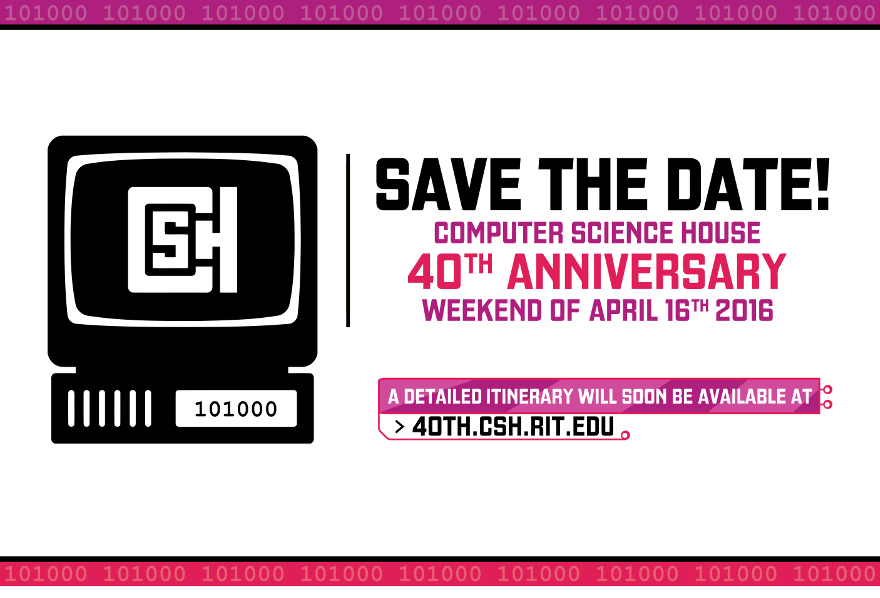 101000 101000 101000 101000 101000 101000 101000 101000 101000
CSH
101000
SAVE THE DATE!
COMPUTER SCIENCE HOUSE
40TH ANNIVERSARY
WEEKEND OF APRIL 16TH 2016
A DETAILED ITINERARY WILL SOON BE AVAILABLE AT
> 40TH.CSH.RIT.EDU
101000 101000 101000 101000 101000 101000 101000 101000 101000